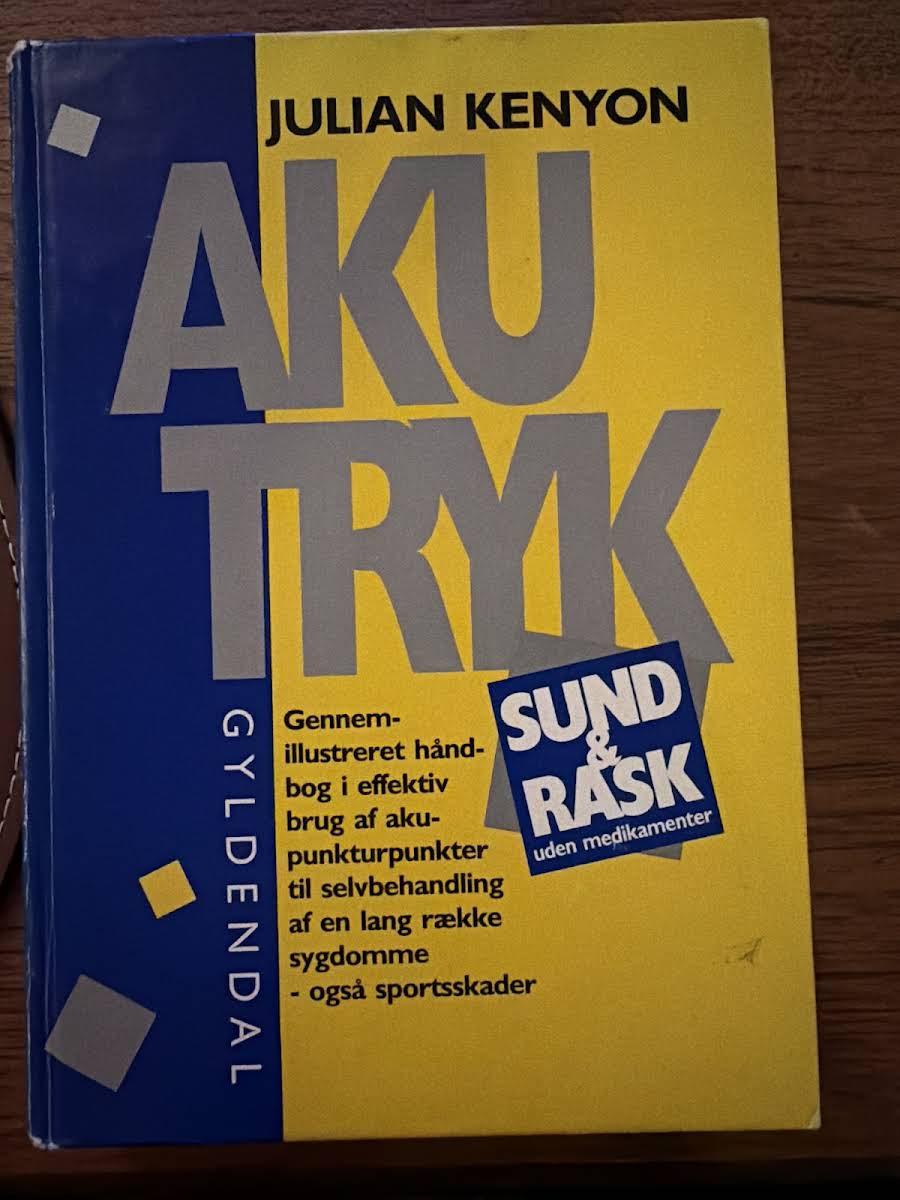 JULIAN KENYON
AKU
TRYK
SUND
&
RASK
uden medikamenter
Gennem-
illustreret hånd-
bog i effektiv
brug af aku-
punkturpunkter
til selvbehandling
af en lang række
sygdomme
- også sportsskader
GYLDENDAL